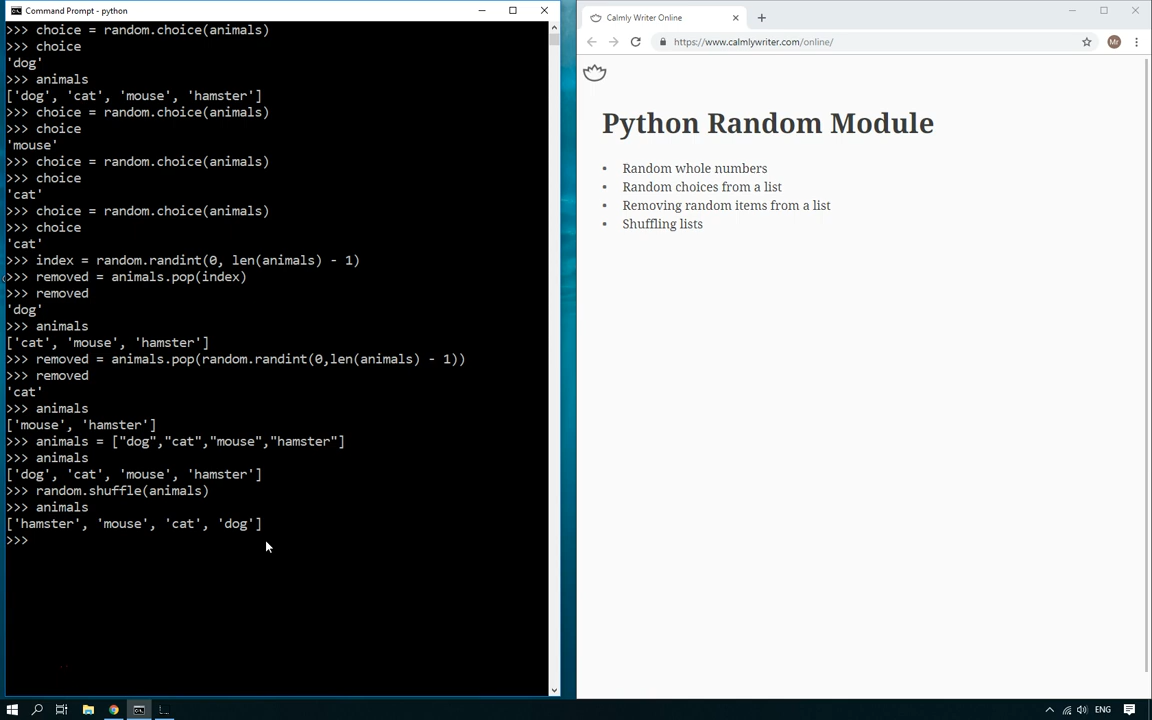 Command Prompt - python
>>> choice = random.choice(animals)
>>> choice
'dog'
>>> animals
['dog', 'cat', 'mouse', 'hamster']
>>> choice = random.choice(animals)
>>> choice
'mouse'
>>> choice = random.choice(animals)
>>> choice
'cat'
>>> choice = random.choice(animals)
>>> choice
'cat'
>>> index = random.randint(0, len(animals) - 1)
>>> removed = animals.pop(index)
>>> removed
'dog'
>>> animals
['cat', 'mouse', 'hamster']
>>> removed = animals.pop(random.randint(0,len(animals) - 1))
>>> removed
'cat'
>>> animals
['mouse', 'hamster']
>>> animals = ["dog","cat","mouse","hamster"]
>>> animals
['dog', 'cat', 'mouse', 'hamster']
>>> random.shuffle(animals)
>>> animals
['hamster', 'mouse', 'cat', 'dog']
>>>
Calmly Writer Online
https://www.calmlywriter.com/online/
Mr
Python Random Module
• Random whole numbers
• Random choices from a list
• Removing random items from a list
• Shuffling lists
ENG